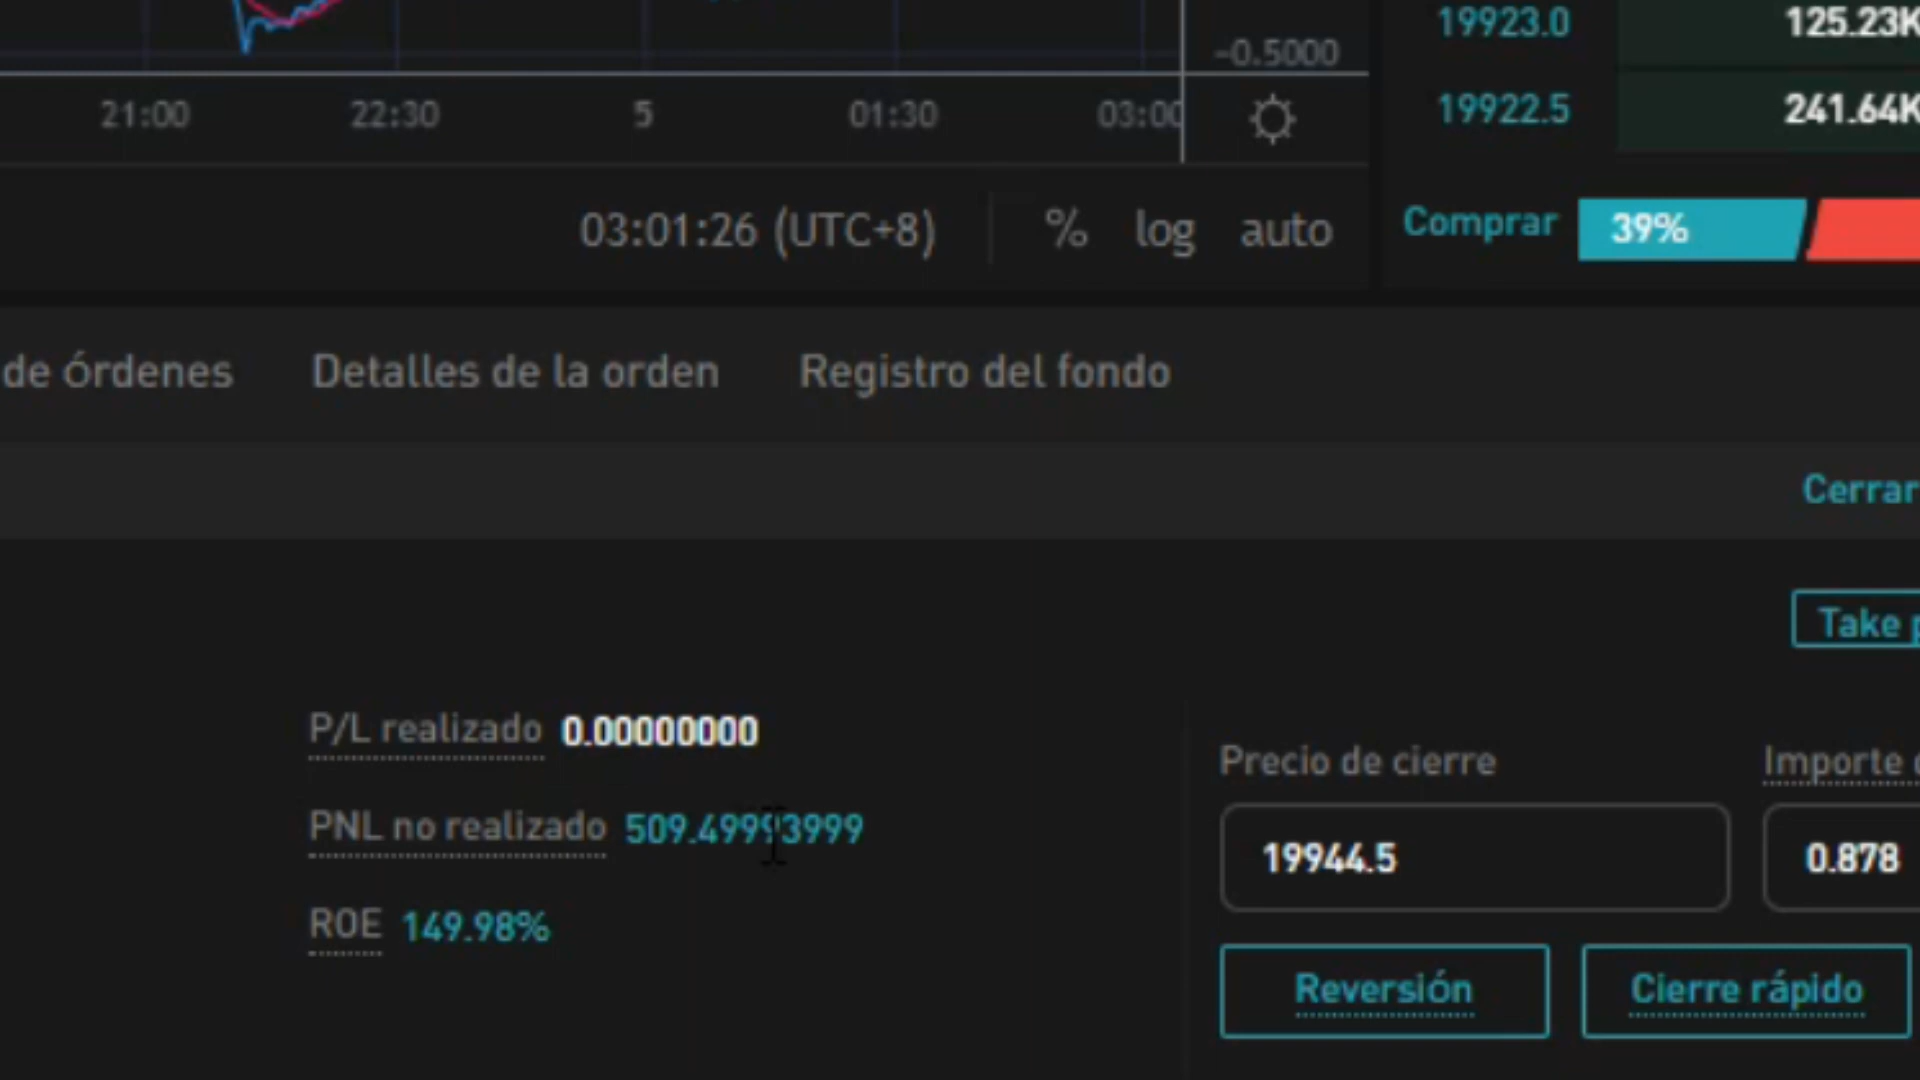 -0.5000
19923.0 125.23K
21:00 22:30 5 01:30 03:00
19922.5 241.64K
03:01:26 (UTC+8) % log auto
Comprar 39%
de órdenes Detalles de la orden Registro del fondo
Cerrar
Take p
P/L realizado 0.00000000
PNL no realizado 509.49993999
ROE 149.98%
Precio de cierre Importe
19944.5 0.878
Reversión Cierre rápido